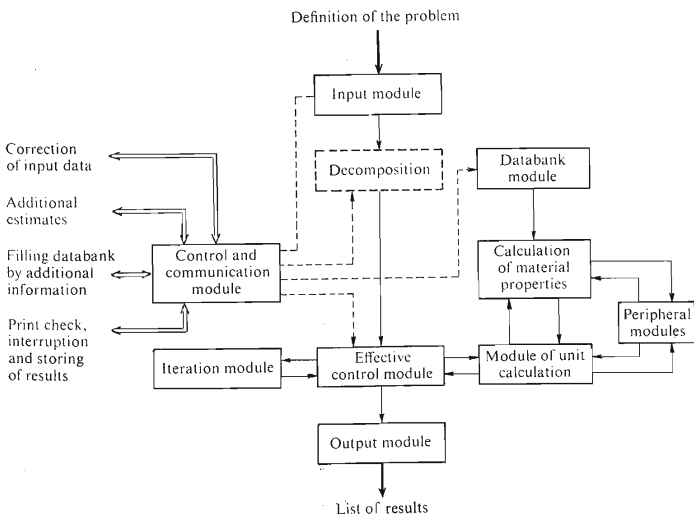 Definition of the problem
Input module
Decomposition
Databank
module
Correction
of input data
Additional
estimates
Filling databank
by additional
information
Print check,
interruption
and storing
of results
Control and
communication
module
Calculation
of material
properties
Peripheral
modules
Iteration module
Effective
control module
Module of unit
calculation
Output module
List of results